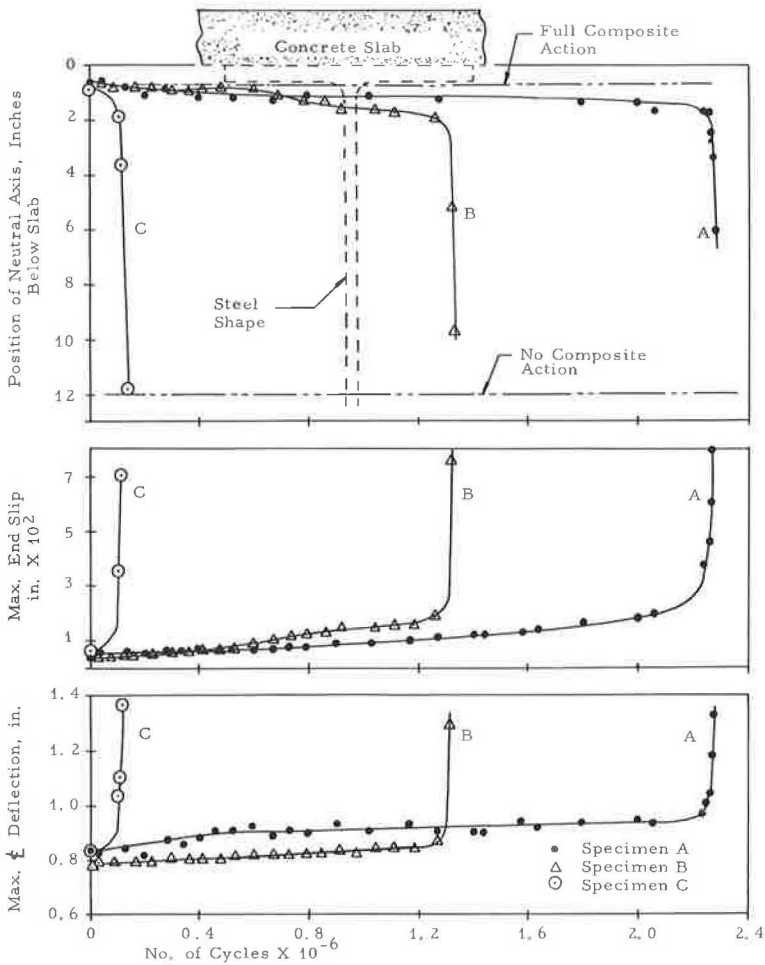 Full Composite
Action
Concrete Slab
0
2
4
6
8
10
12
Position of Neutral Axis, Inches
Below Slab
C
B
A
Steel
Shape
No Composite
Action
7
5
3
1
Max. End Slip
in. X 10²
C
B
A
1.4
1.2
1.0
0.8
0.6
Max. ℄ Deflection, in.
C
B
A
Specimen A
Specimen B
Specimen C
0 0.4 0.8 1.2 1.6 2.0 2.4
No. of Cycles X 10⁻⁶